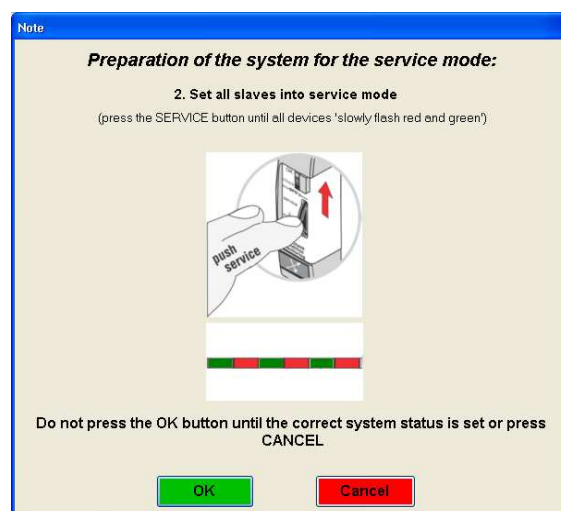 Note
Preparation of the system for the service mode:
2. Set all slaves into service mode
(press the SERVICE button until all devices 'slowly flash red and green')
push
service
Do not press the OK button until the correct system status is set or press
CANCEL
OK
Cancel